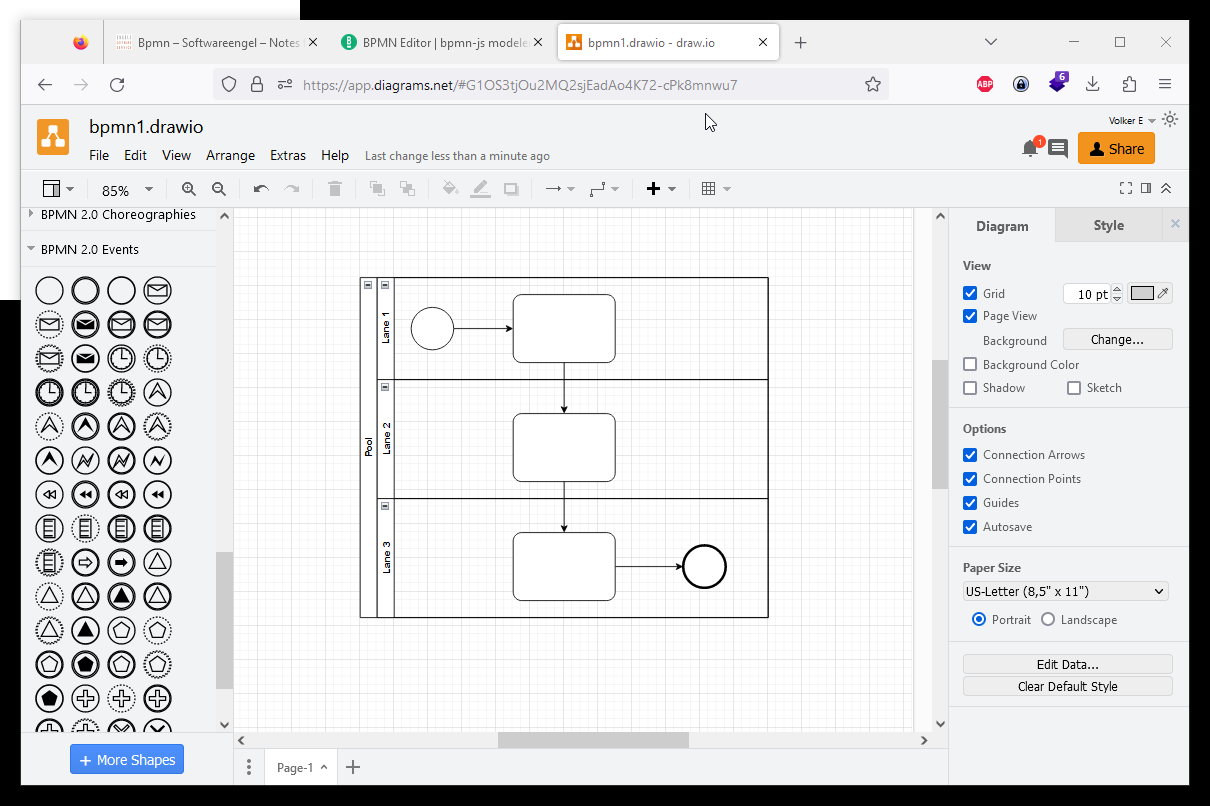 Bpmn – Softwareengel – Notes
BPMN Editor | bpmn-js modele
bpmn1.drawio - draw.io
https://app.diagrams.net/#G1OS3tjOu2MQ2sjEadAo4K72-cPk8mnwu7
ABP
6
bpmn1.drawio
Volker E
File Edit View Arrange Extras Help Last change less than a minute ago
1
Share
85%
BPMN 2.0 Choreographies
BPMN 2.0 Events
More Shapes
Pool
Lane 1
Lane 2
Lane 3
Page-1
Diagram Style
View
Grid 10 pt
Page View
Background Change...
Background Color
Shadow Sketch
Options
Connection Arrows
Connection Points
Guides
Autosave
Paper Size
US-Letter (8,5" x 11")
Portrait Landscape
Edit Data...
Clear Default Style